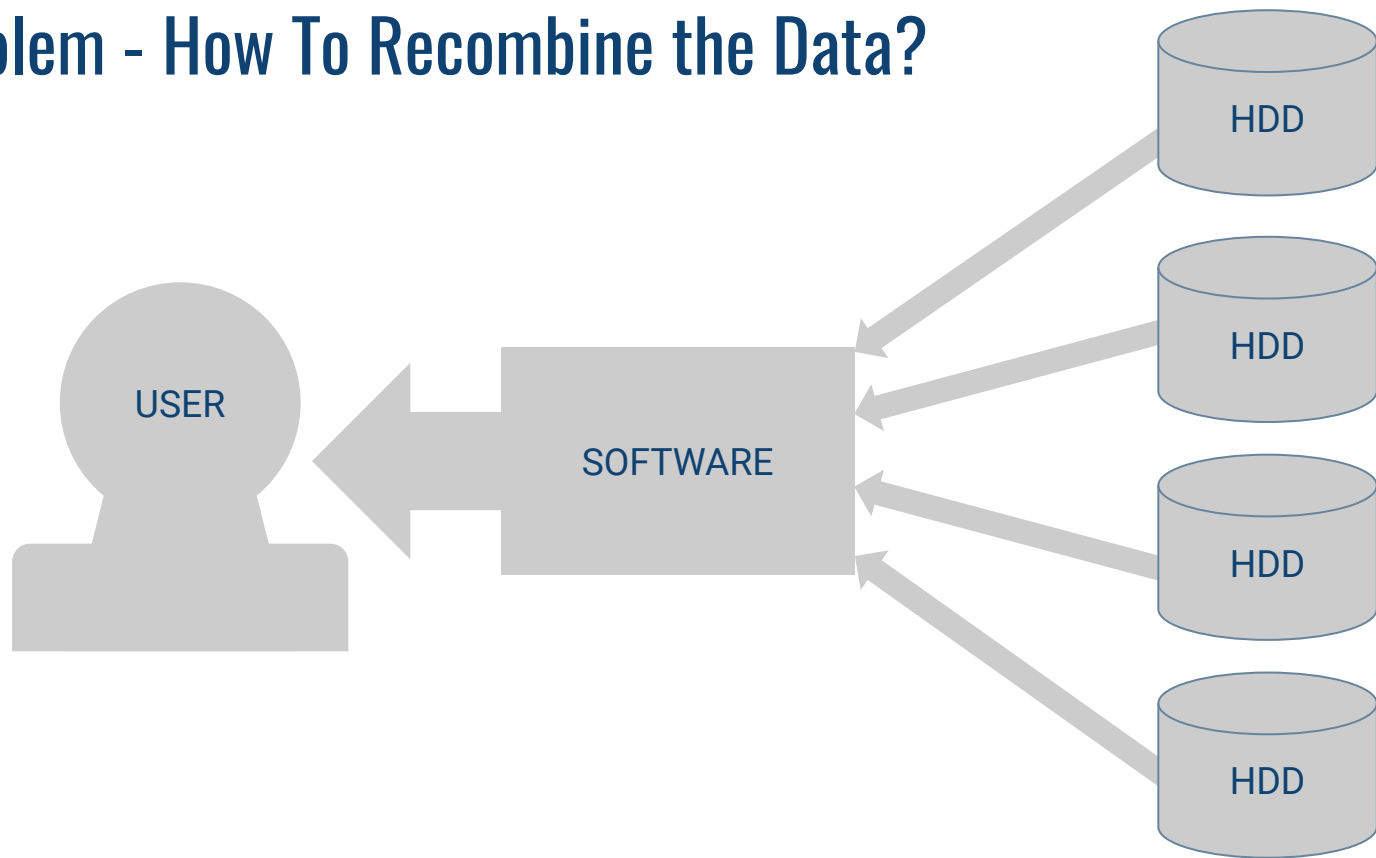 blem - How To Recombine the Data?
HDD
HDD
USER
SOFTWARE
HDD
HDD